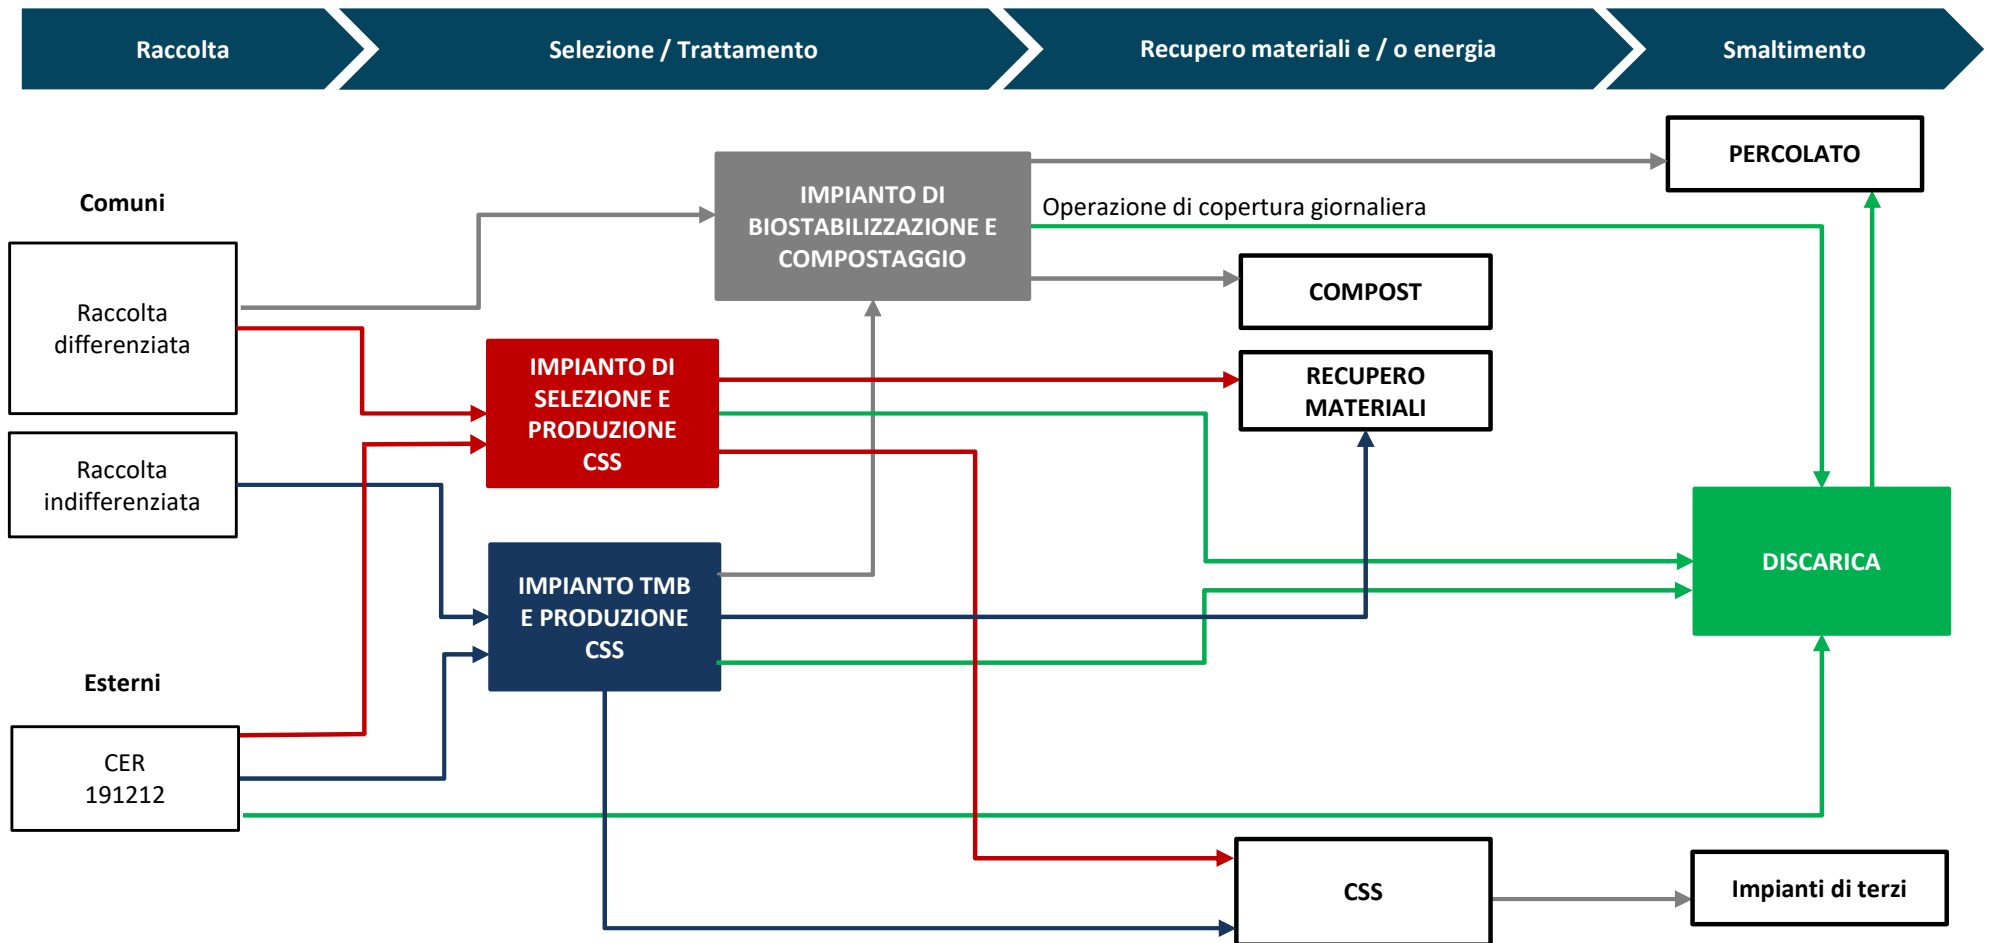 Raccolta
Selezione / Trattamento
Recupero materiali e / o energia
Smaltimento
PERCOLATO
IMPIANTO DI
BIOSTABILIZZAZIONE E
COMPOSTAGGIO
Operazione di copertura giornaliera
Comuni
COMPOST
Raccolta
differenziata
IMPIANTO DI
SELEZIONE E
PRODUZIONE
CSS
RECUPERO
MATERIALI
Raccolta
indifferenziata
IMPIANTO TMB
E PRODUZIONE
CSS
DISCARICA
Esterni
CER
191212
CSS
Impianti di terzi